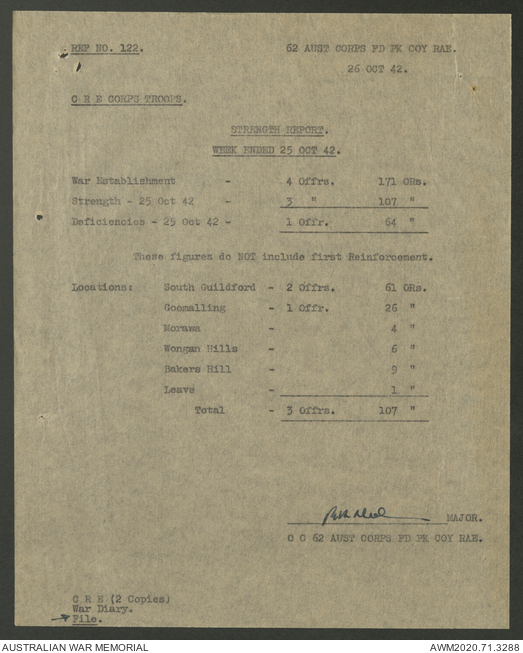 REF NO. 122.
62 AUST CORPS FD PK COY RAE.
26 OCT 42.
C R E CORPS TROOPS.
STRENGTH REPORT.
WEEK ENDED 25 OCT 42.
War Establishment - 4 Offrs. 171 ORs.
Strength - 25 Oct 42 - 3 " 107 "
Deficiencies - 25 Oct 42 - 1 Offr. 64 "
These figures do NOT include first Reinforcement.
Locations: South Guildford - 2 Offrs. 61 ORs.
Goomalling - 1 Offr. 26 "
Morawa - 4 "
Wongan Hills - 6 "
Bakers Hill - 9 "
Leave - 1 "
Total - 3 Offrs. 107 "
MAJOR.
O C 62 AUST CORPS FD PK COY RAE.
C R E (2 Copies)
War Diary.
File.
AUSTRALIAN WAR MEMORIAL
AWM2020.71.3288